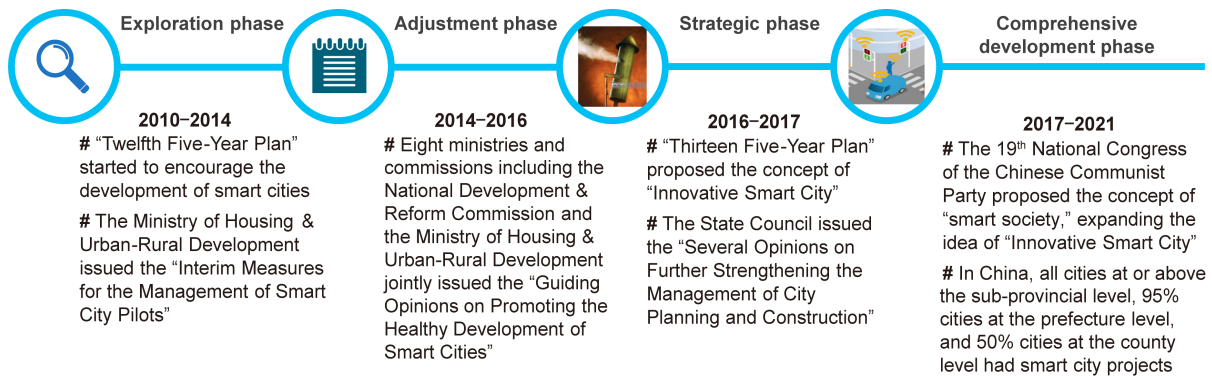 Exploration phase
2010–2014
# “Twelfth Five-Year Plan”
started to encourage the
development of smart cities
# The Ministry of Housing &
Urban-Rural Development
issued the “Interim Measures
for the Management of Smart
City Pilots”
Adjustment phase
2014–2016
# Eight ministries and
commissions including the
National Development &
Reform Commission and
the Ministry of Housing &
Urban-Rural Development
jointly issued the “Guiding
Opinions on Promoting the
Healthy Development of
Smart Cities”
Strategic phase
2016–2017
# “Thirteen Five-Year Plan”
proposed the concept of
“Innovative Smart City”
# The State Council issued
the “Several Opinions on
Further Strengthening the
Management of City
Planning and Construction”
Comprehensive
development phase
2017–2021
# The 19th National Congress
of the Chinese Communist
Party proposed the concept of
“smart society,” expanding the
idea of “Innovative Smart City”
# In China, all cities at or above
the sub-provincial level, 95%
cities at the prefecture level,
and 50% cities at the county
level had smart city projects